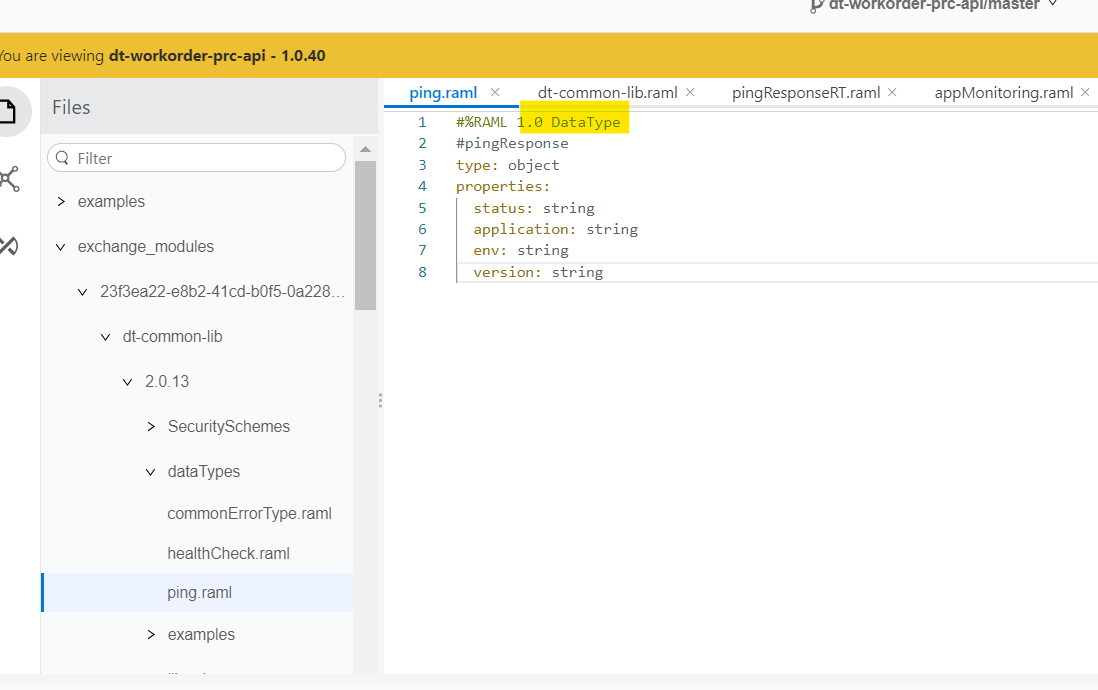 dt-workorder-prc-api/master
You are viewing dt-workorder-prc-api - 1.0.40
Files
Filter
examples
exchange_modules
23f3ea22-e8b2-41cd-b0f5-0a228...
dt-common-lib
2.0.13
SecuritySchemes
dataTypes
commonErrorType.raml
healthCheck.raml
ping.raml
examples
ping.raml
dt-common-lib.raml
pingResponseRT.raml
appMonitoring.raml
1 #%RAML 1.0 DataType
2 #pingResponse
3 type: object
4 properties:
5 status: string
6 application: string
7 env: string
8 version: string